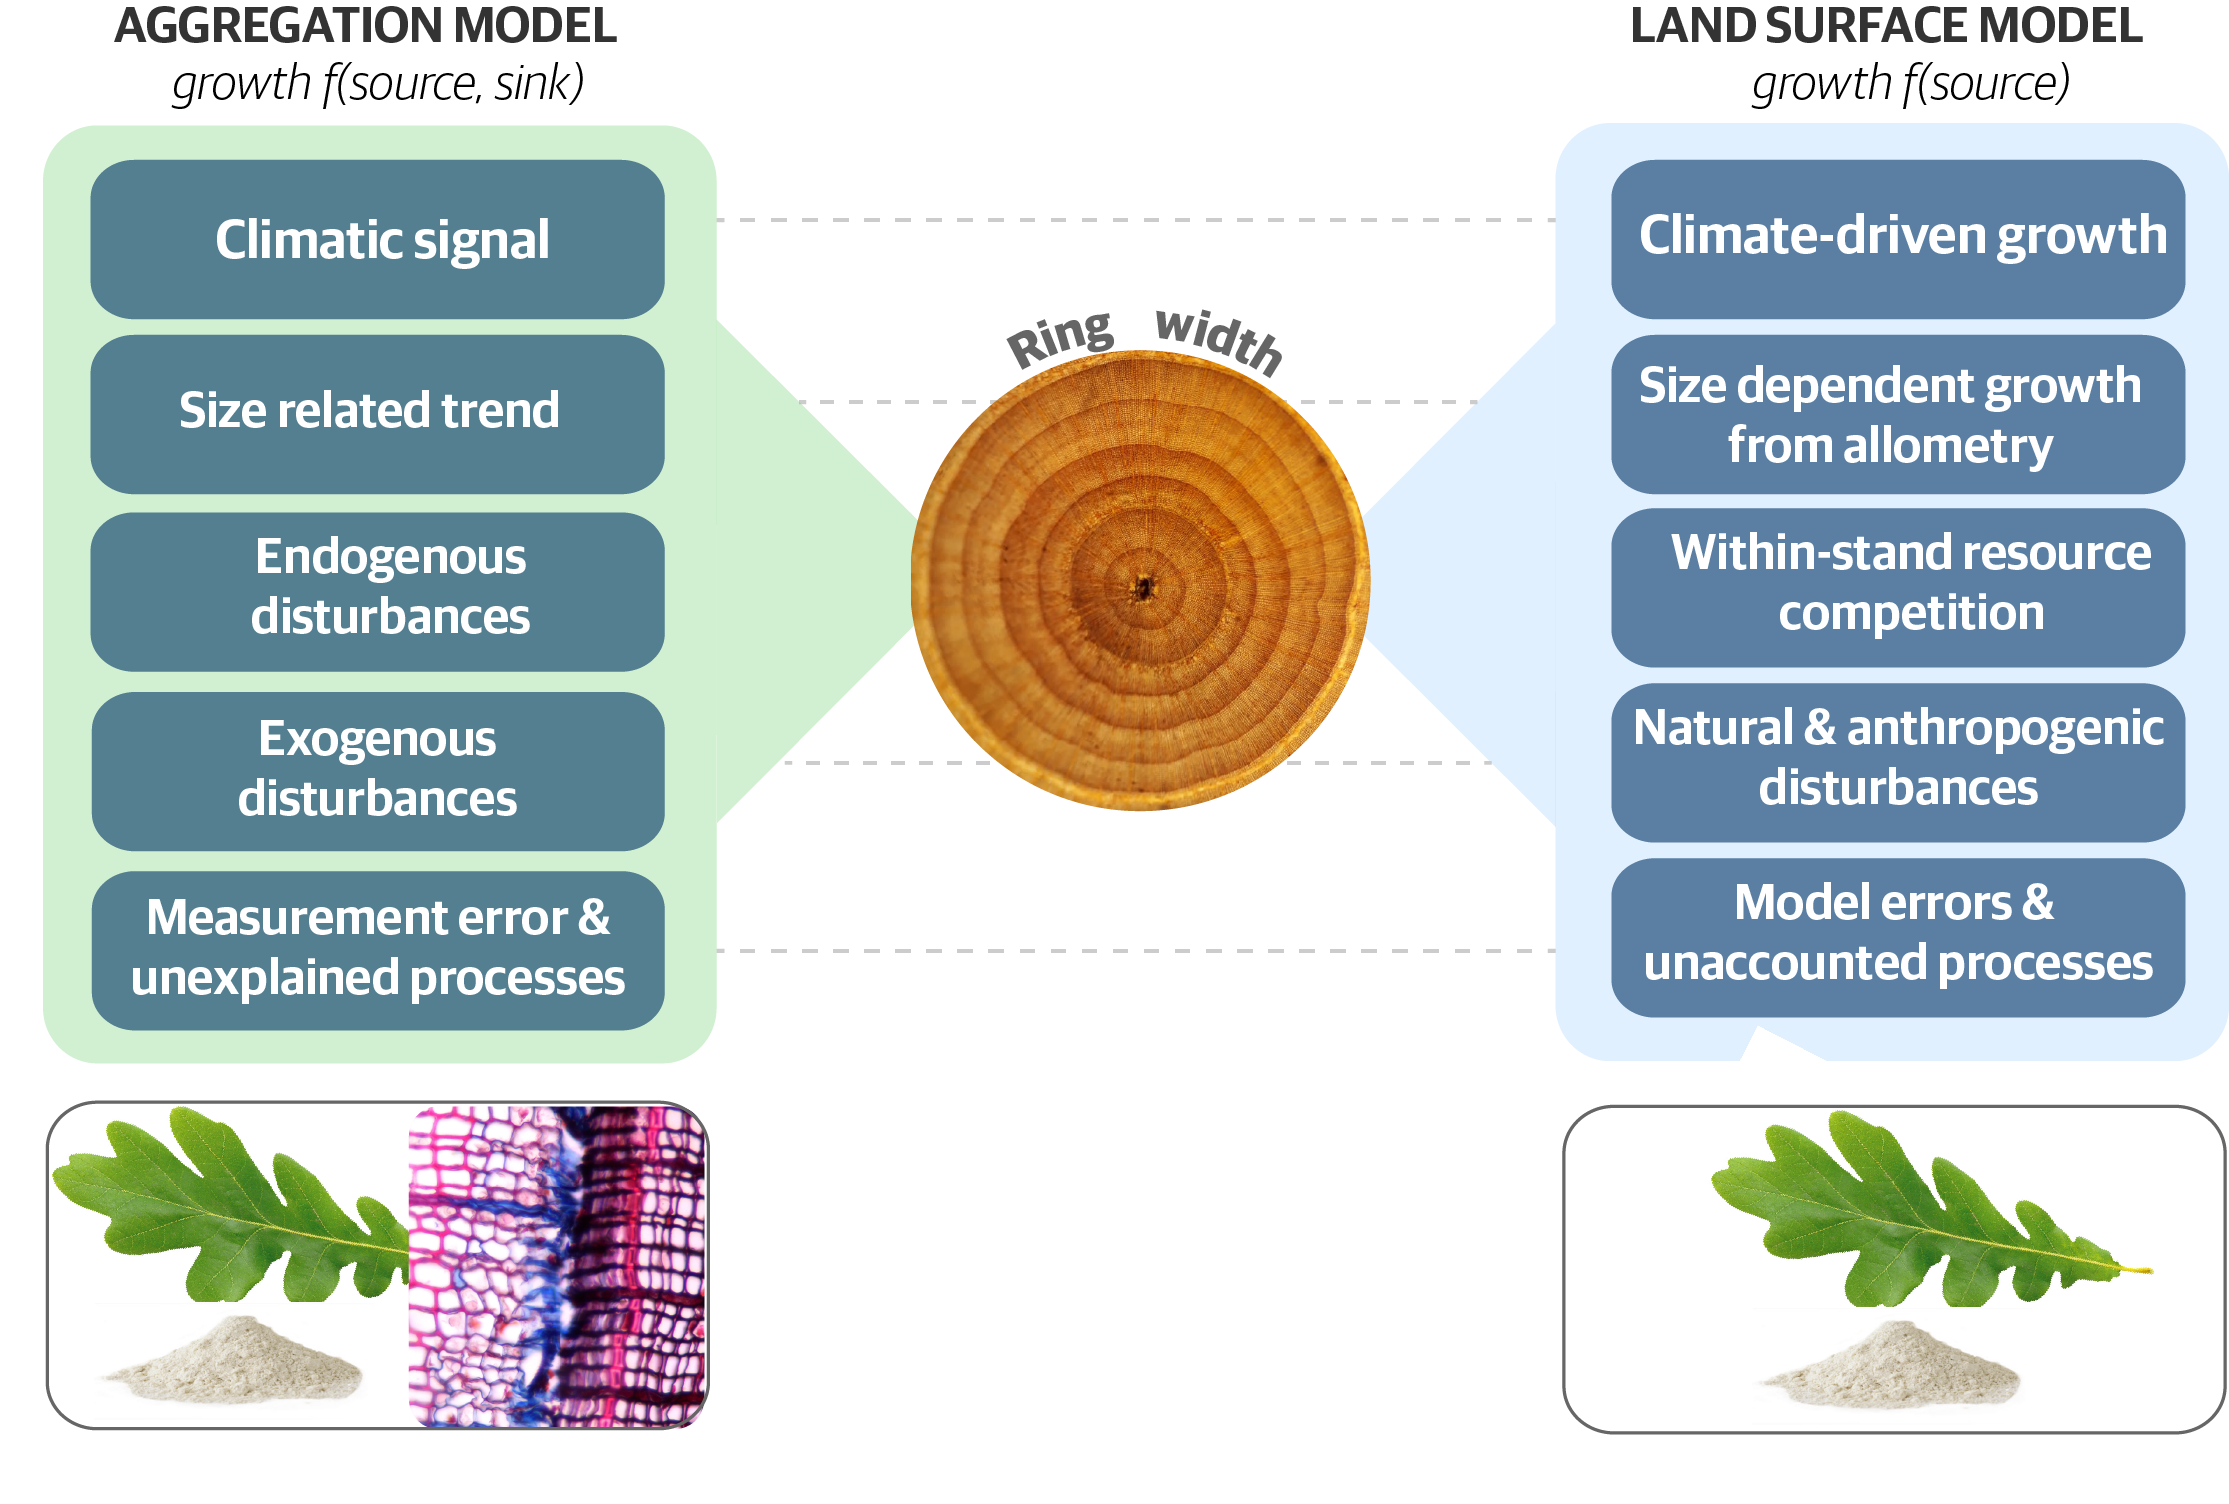 AGGREGATION MODEL
growth f(source, sink)
Climatic signal
Size related trend
Endogenous
disturbances
Exogenous
disturbances
Measurement error &
unexplained processes
Ring width
LAND SURFACE MODEL
growth f(source)
Climate-driven growth
Size dependent growth
from allometry
Within-stand resource
competition
Natural & anthropogenic
disturbances
Model errors &
unaccounted processes